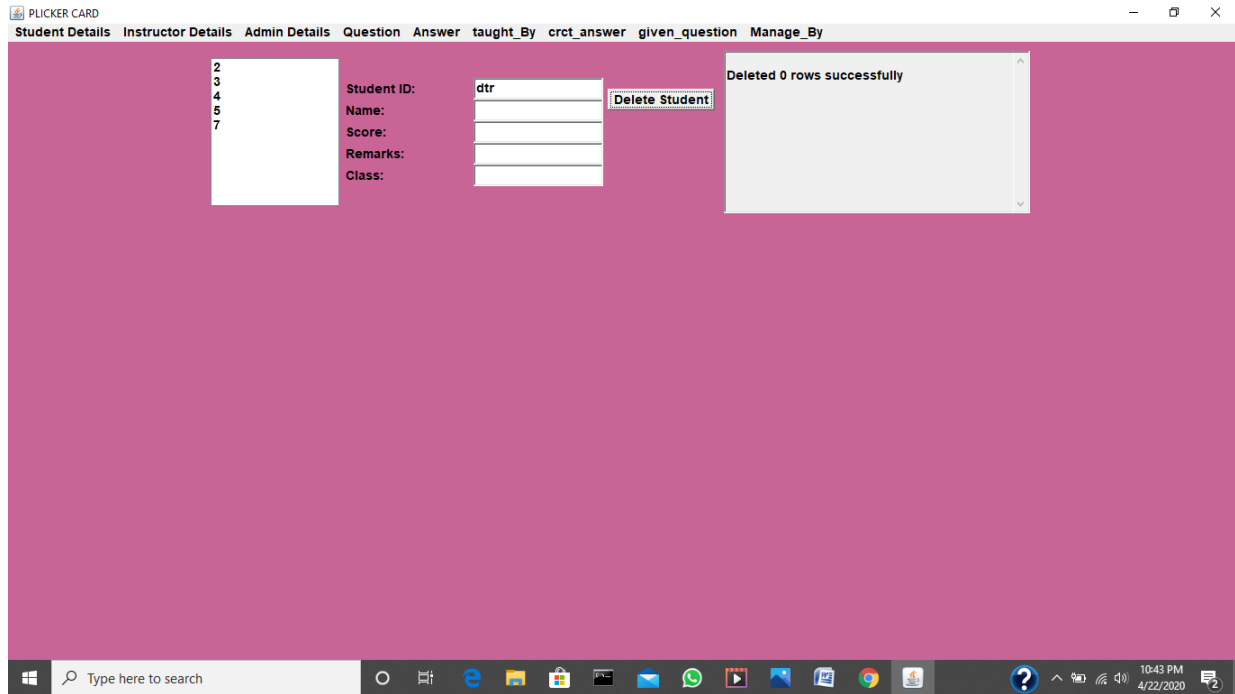 PLICKER CARD
Student Details Instructor Details Admin Details Question Answer taught_By crct_answer given_question Manage_By
2
3
4
5
7
Student ID: dtr
Name:
Score:
Remarks:
Class:
Delete Student
Deleted 0 rows successfully
Type here to search
10:43 PM
4/22/2020
2